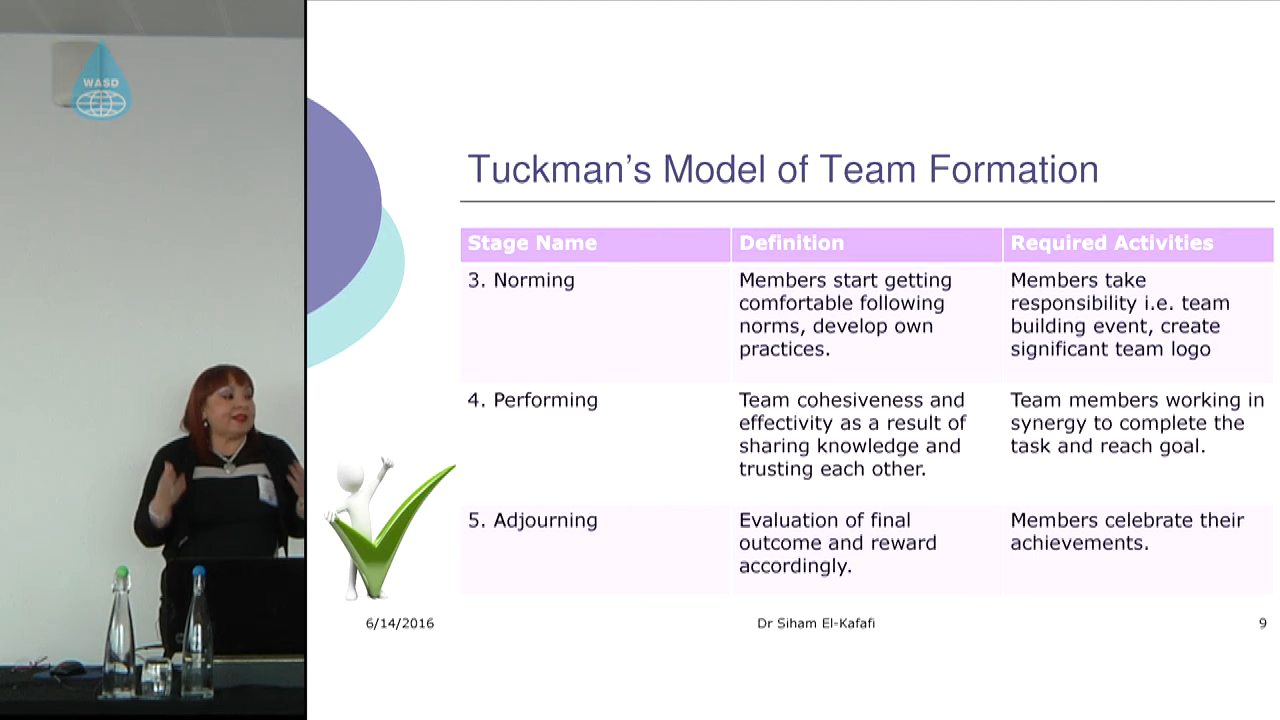 WASD
Tuckman’s Model of Team Formation
Stage Name
Definition
Required Activities
3. Norming
Members start getting
comfortable following
norms, develop own
practices.
Members take
responsibility i.e. team
building event, create
significant team logo
4. Performing
Team cohesiveness and
effectivity as a result of
sharing knowledge and
trusting each other.
Team members working in
synergy to complete the
task and reach goal.
5. Adjourning
Evaluation of final
outcome and reward
accordingly.
Members celebrate their
achievements.
6/14/2016
Dr Siham El-Kafafi
9